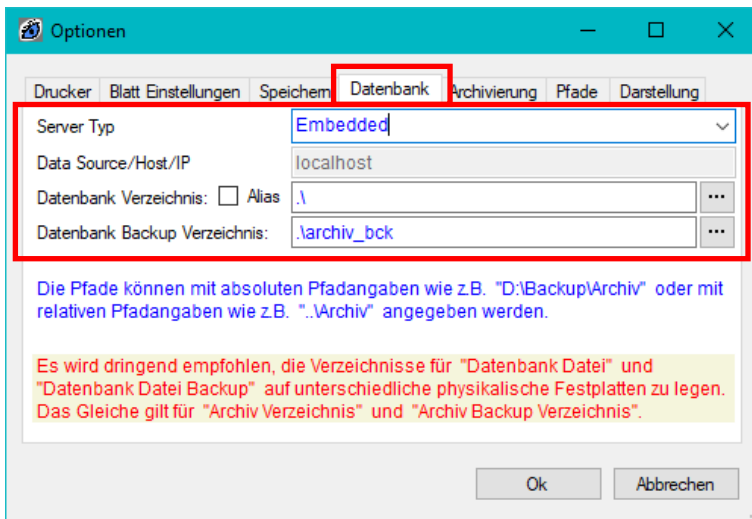 Optionen
Drucker Blatt Einstellungen Speichern Datenbank Archivierung Pfade Darstellung
Server Typ Embedded
Data Source/Host/IP localhost
Datenbank Verzeichnis: Alias .\
Datenbank Backup Verzeichnis: .\archiv_bck
Die Pfade können mit absoluten Pfadangaben wie z.B. "D:\Backup\Archiv" oder mit
relativen Pfadangaben wie z.B. "..\Archiv" angegeben werden.
Es wird dringend empfohlen, die Verzeichnisse für "Datenbank Datei" und
"Datenbank Datei Backup" auf unterschiedliche physikalische Festplatten zu legen.
Das Gleiche gilt für "Archiv Verzeichnis" und "Archiv Backup Verzeichnis".
Ok Abbrechen